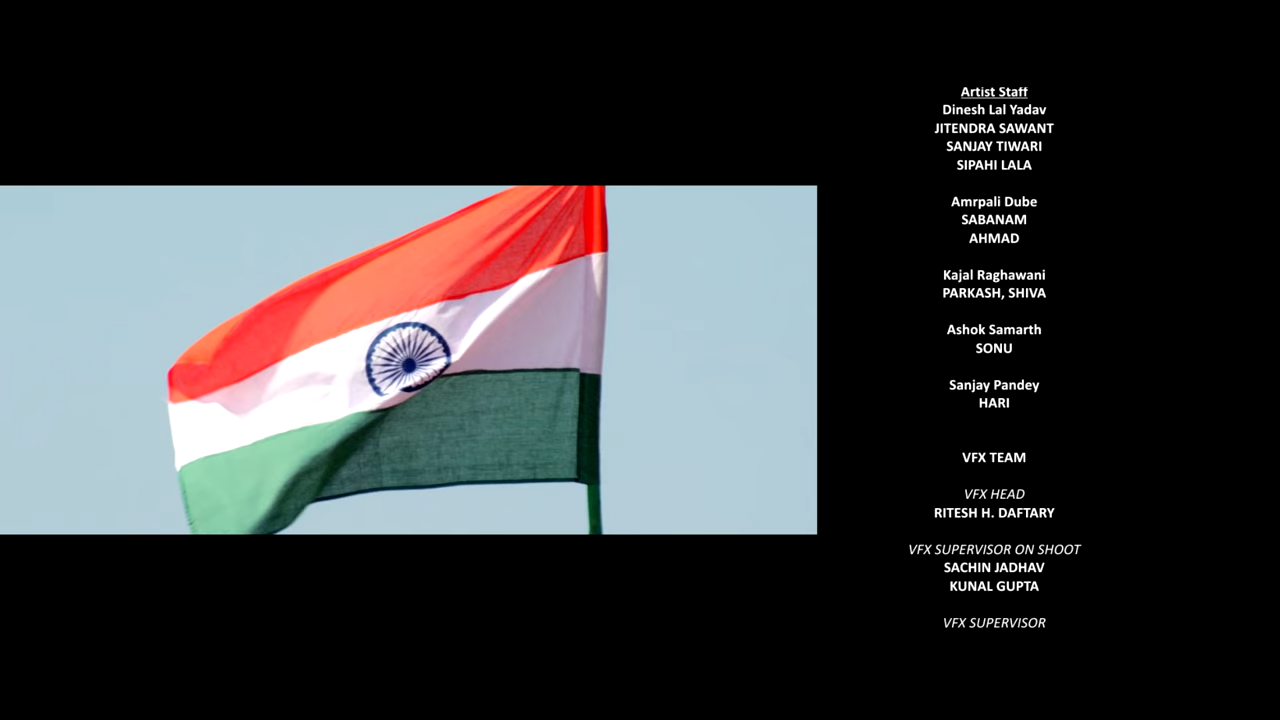 Artist Staff
Dinesh Lal Yadav
JITENDRA SAWANT
SANJAY TIWARI
SIPAHI LALA
Amrpali Dube
SABANAM
AHMAD
Kajal Raghawani
PARKASH, SHIVA
Ashok Samarth
SONU
Sanjay Pandey
HARI
VFX TEAM
VFX HEAD
RITESH H. DAFTARY
VFX SUPERVISOR ON SHOOT
SACHIN JADHAV
KUNAL GUPTA
VFX SUPERVISOR